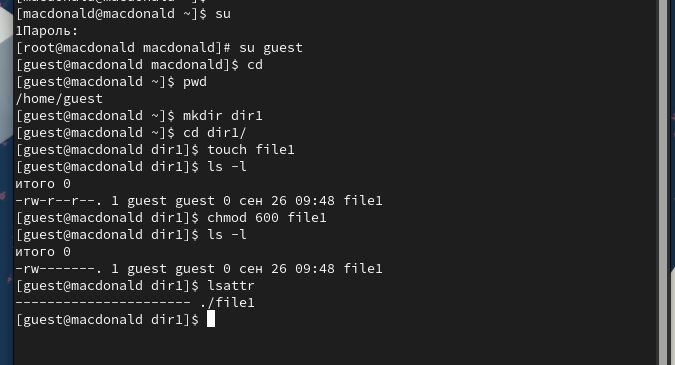 [macdonald@macdonald ~]$
[macdonald@macdonald ~]$ su
1Пароль:
[root@macdonald macdonald]# su guest
[guest@macdonald macdonald]$ cd
[guest@macdonald ~]$ pwd
/home/guest
[guest@macdonald ~]$ mkdir dir1
[guest@macdonald ~]$ cd dir1/
[guest@macdonald dir1]$ touch file1
[guest@macdonald dir1]$ ls -l
итого 0
-rw-r--r--. 1 guest guest 0 сен 26 09:48 file1
[guest@macdonald dir1]$ chmod 600 file1
[guest@macdonald dir1]$ ls -l
итого 0
-rw-------. 1 guest guest 0 сен 26 09:48 file1
[guest@macdonald dir1]$ lsattr
---------------------- ./file1
[guest@macdonald dir1]$